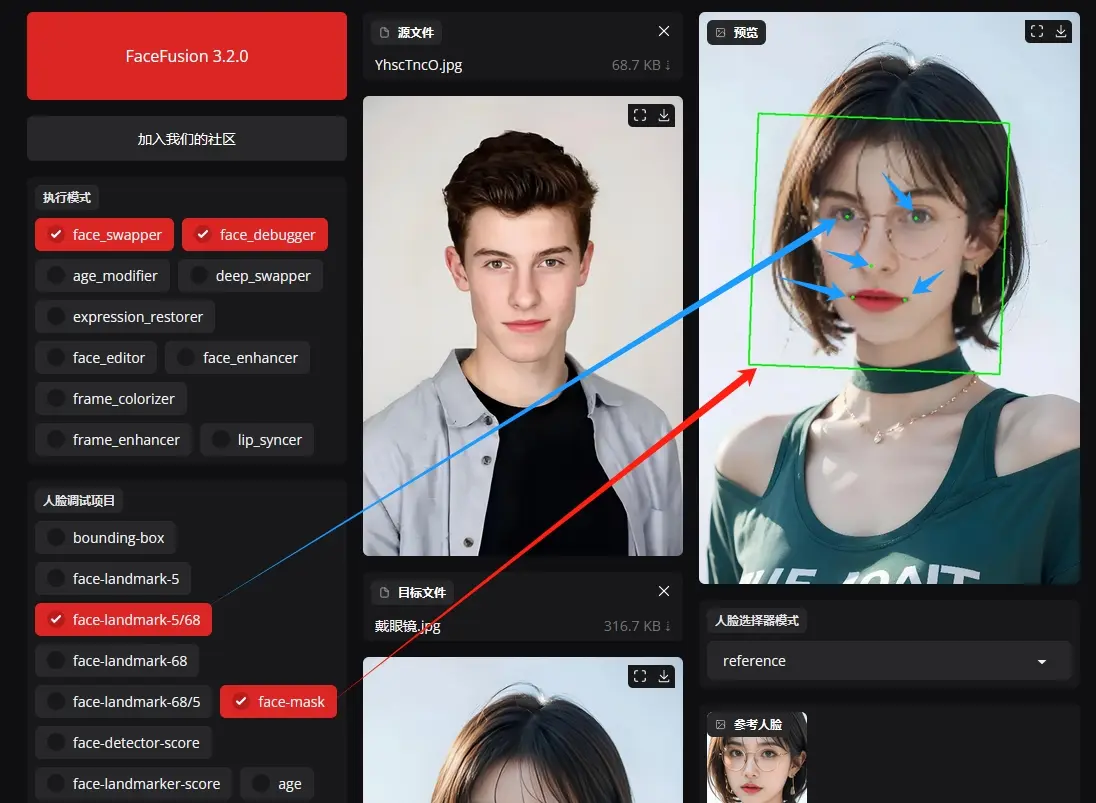 FaceFusion 3.2.0
加入我们的社区
执行模式
face_swapper
face_debugger
age_modifier
deep_swapper
expression_restorer
face_editor
face_enhancer
frame_colorizer
frame_enhancer
lip_syncer
人脸调试项目
bounding-box
face-landmark-5
face-landmark-5/68
face-landmark-68
face-landmark-68/5
face-mask
face-detector-score
face-landmarker-score
age
源文件
YhscTncO.jpg
68.7 KB ↓
目标文件
戴眼镜.jpg
316.7 KB ↓
预览
人脸选择器模式
reference
参考人脸